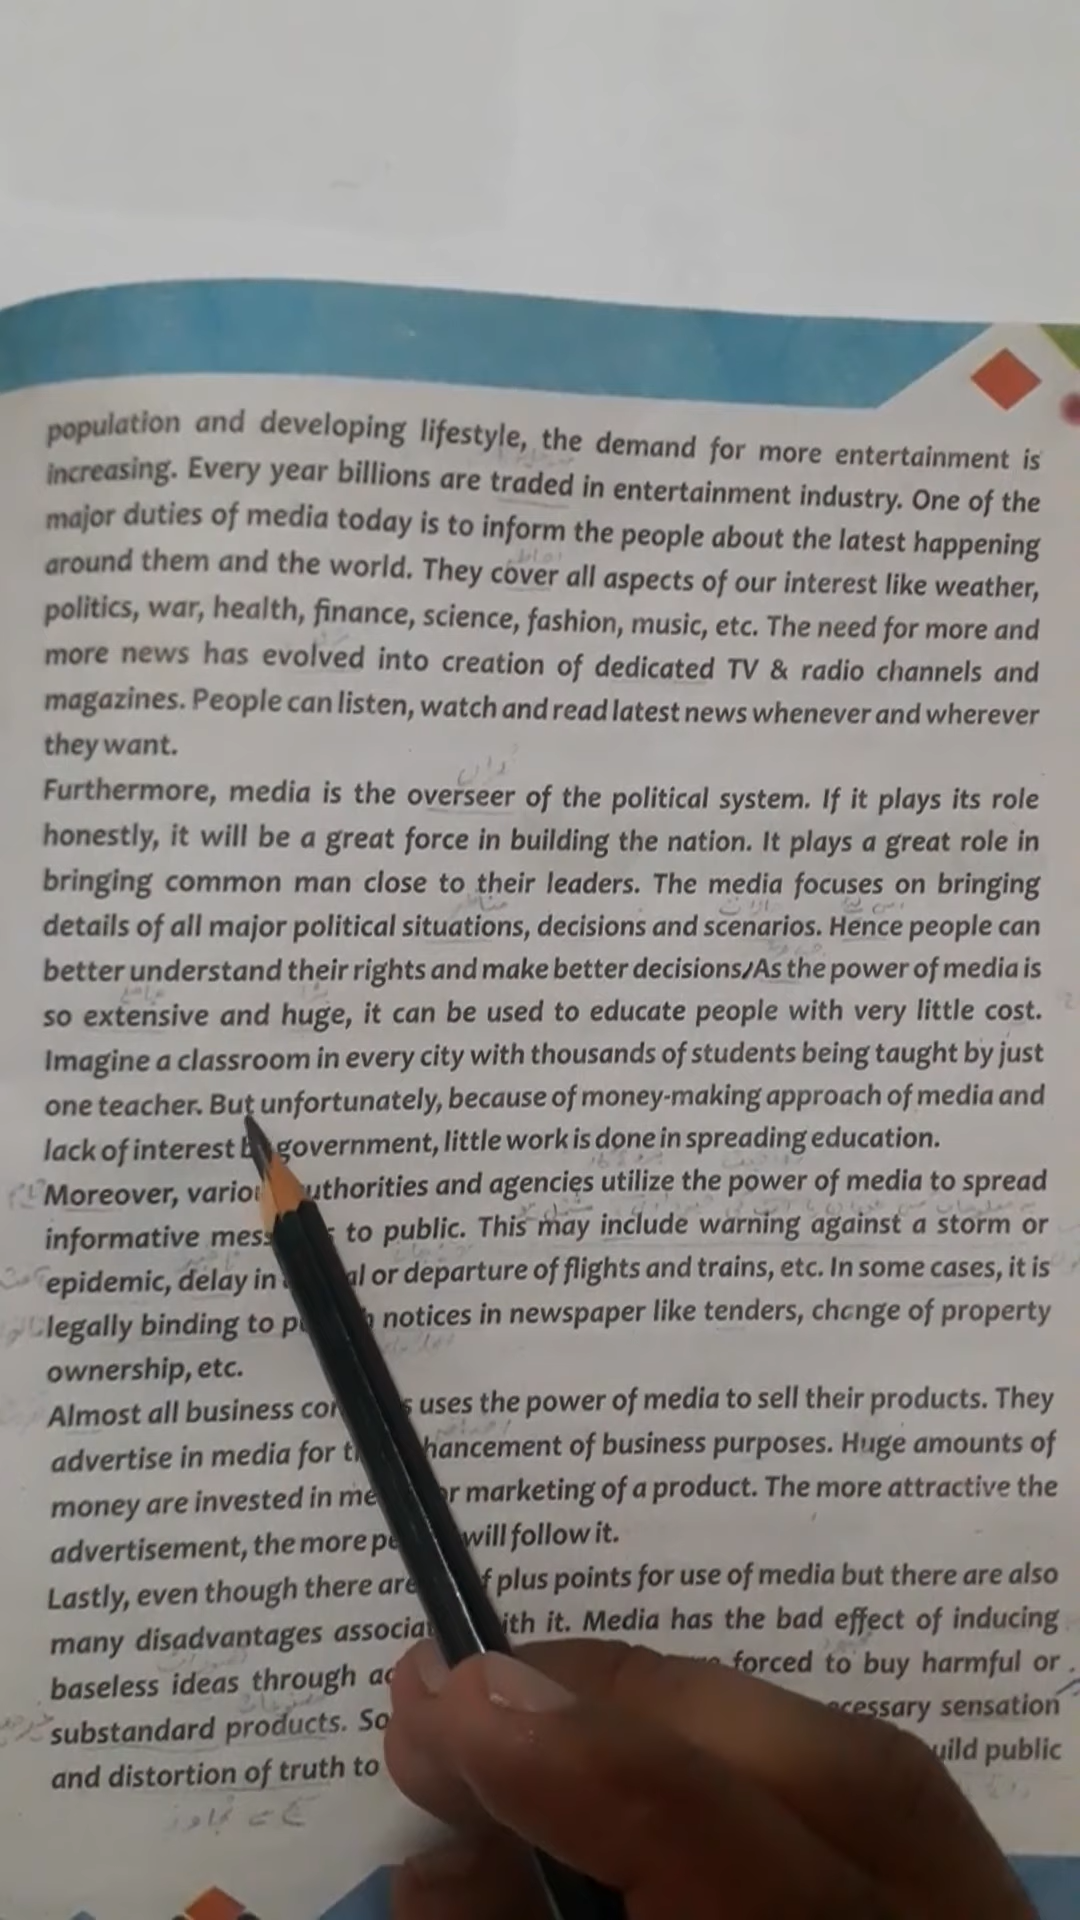 population and developing lifestyle, the demand for more entertainment is
increasing. Every year billions are traded in entertainment industry. One of the
major duties of media today is to inform the people about the latest happening
around them and the world. They cover all aspects of our interest like weather,
politics, war, health, finance, science, fashion, music, etc. The need for more and
more news has evolved into creation of dedicated TV & radio channels and
magazines. People can listen, watch and read latest news whenever and wherever
they want.
Furthermore, media is the overseer of the political system. If it plays its role
honestly, it will be a great force in building the nation. It plays a great role in
bringing common man close to their leaders. The media focuses on bringing
details of all major political situations, decisions and scenarios. Hence people can
better understand their rights and make better decisions/As the power of media is
so extensive and huge, it can be used to educate people with very little cost.
Imagine a classroom in every city with thousands of students being taught by just
one teacher. But unfortunately, because of money-making approach of media and
lack of interest government, little work is done in spreading education.
Moreover, authorities and agencies utilize the power of media to spread
informative to public. This may include warning against a storm or
epidemic, delay in or departure of flights and trains, etc. In some cases, it is
legally binding to notices in newspaper like tenders, change of property
ownership, etc.
Almost all business uses the power of media to sell their products. They
advertise in media for of business purposes. Huge amounts of
money are invested in marketing of a product. The more attractive the
advertisement, the more will follow it.
Lastly, even though there are plus points for use of media but there are also
many disadvantages with it. Media has the bad effect of inducing
baseless ideas through forced to buy harmful or
substandard products. sensation
and distortion of truth to public